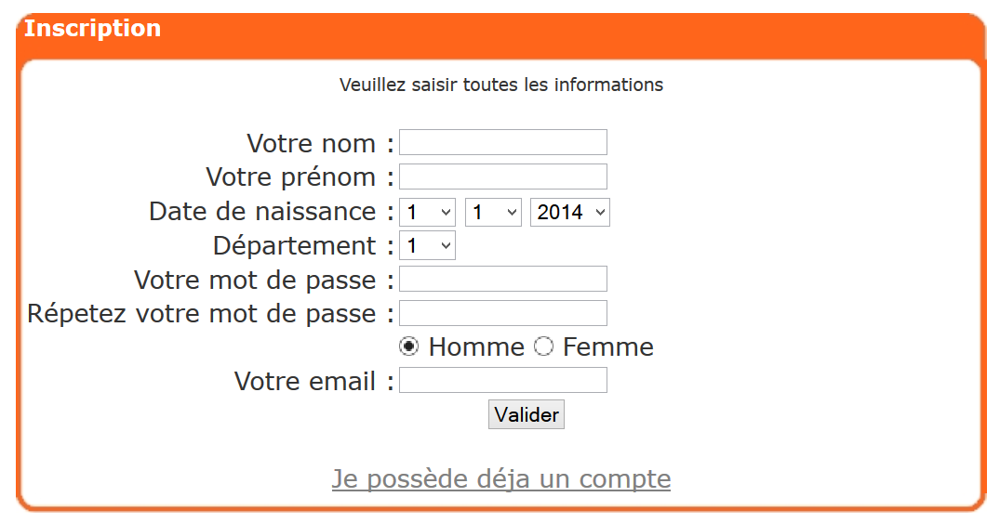 Inscription
Veuillez saisir toutes les informations
Votre nom :
Votre prénom :
Date de naissance : 1 1 2014
Département : 1
Votre mot de passe :
Répetez votre mot de passe :
Homme Femme
Votre email :
Valider
Je possède déja un compte